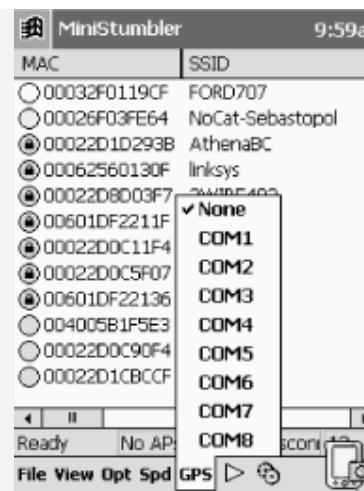 MiniStumbler 9:59a
MAC SSID
00032F0119CF FORD707
00026F03FE64 NoCat-Sebastopol
00022D1D293B AthenaBC
00062560130F linksys
00022D8D03F7
None
00601DF2211F
COM1
00022D0C11F4
COM2
00022D0C5F07
COM3
00601DF22136
COM4
004005B1F5E3
COM5
00022D0C90F4
COM6
00022D1CBCCF
COM7
COM8
Ready No AP
File View Opt Spd GPS